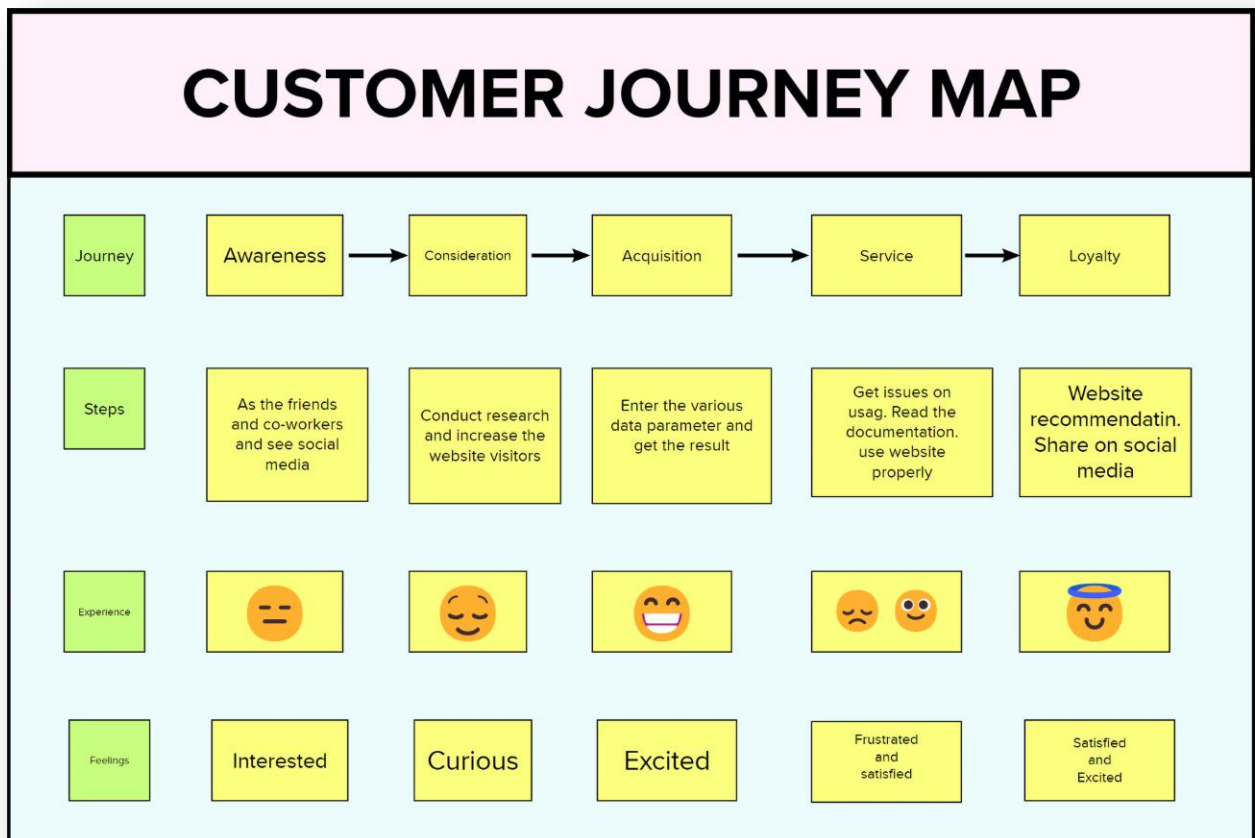 CUSTOMER JOURNEY MAP
Journey
Awareness
Consideration
Acquisition
Service
Loyalty
Steps
As the friends
and co-workers
and see social
media
Conduct research
and increase the
website visitors
Enter the various
data parameter and
get the result
Get issues on
usag. Read the
documentation.
use website
properly
Website
recommendatin.
Share on social
media
Experience
Feelings
Interested
Curious
Excited
Frustrated
and
satisfied
Satisfied
and
Excited